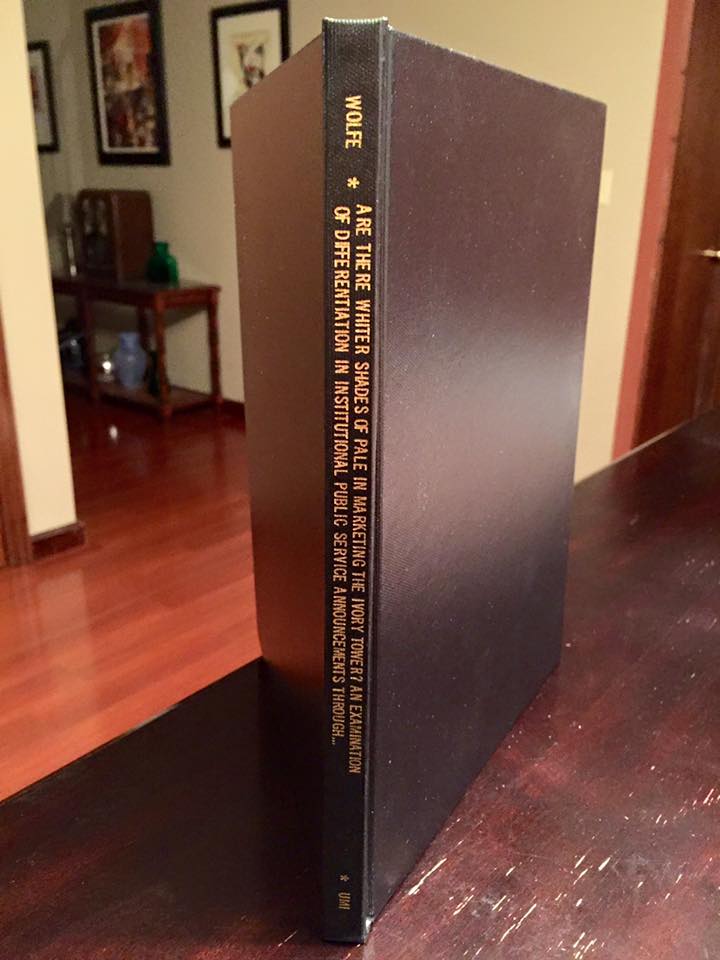 WOLFE * ARE THERE WHITER SHADES OF PALE IN MARKETING THE IVORY TOWER? AN EXAMINATION
OF DIFFERENTIATION IN INSTITUTIONAL PUBLIC SERVICE ANNOUNCEMENTS THROUGH...
* UMI